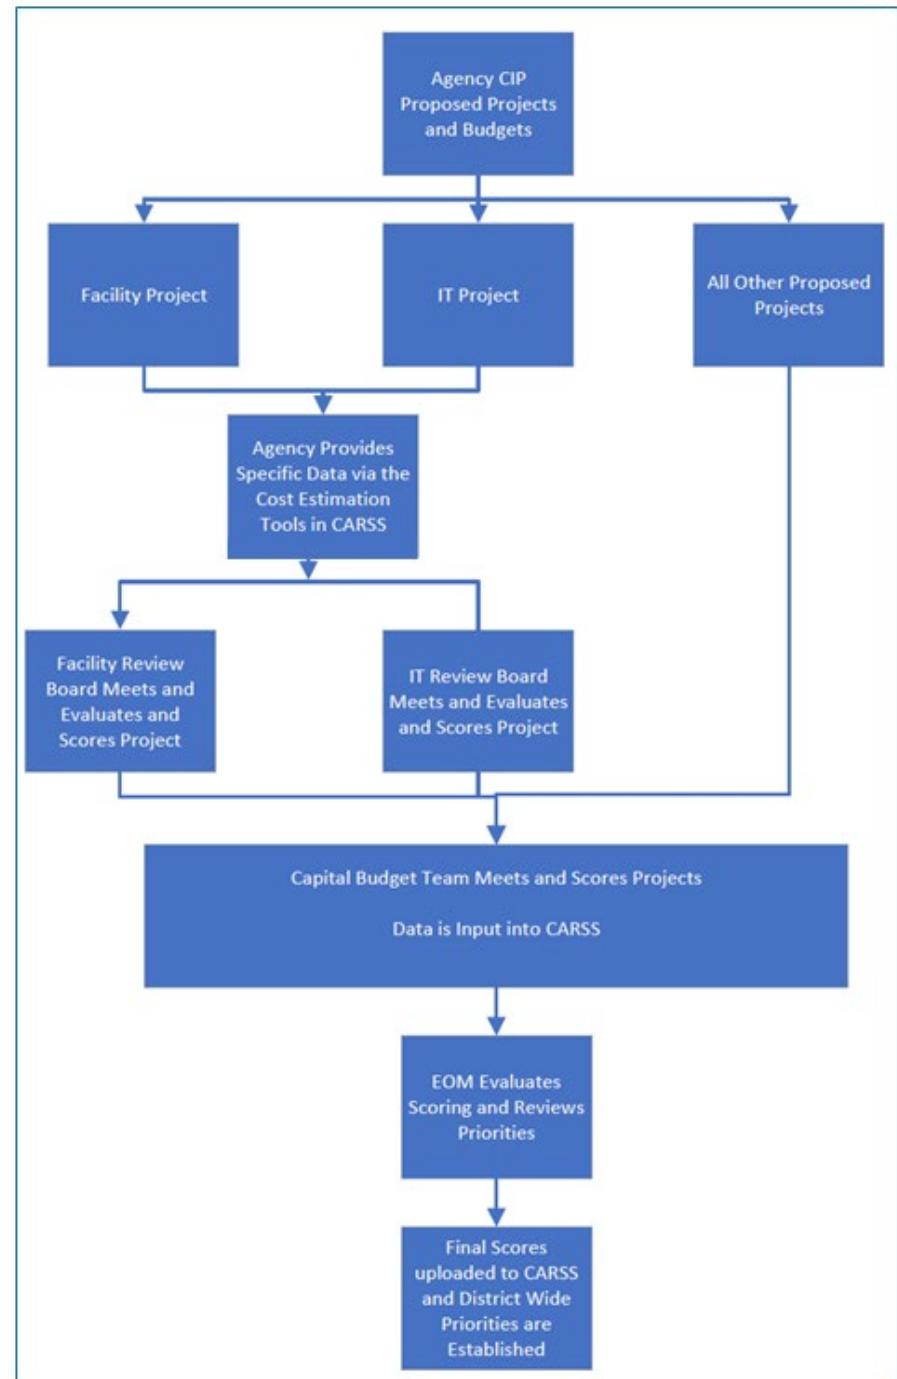 Agency CIP
Proposed Projects
and Budgets
Facility Project
IT Project
All Other Proposed
Projects
Agency Provides
Specific Data via the
Cost Estimation
Tools in CARSS
Facility Review
Board Meets and
Evaluates and
Scores Project
IT Review Board
Meets and Evaluates
and Scores Project
Capital Budget Team Meets and Scores Projects
Data is Input into CARSS
EOM Evaluates
Scoring and Reviews
Priorities
Final Scores
uploaded to CARSS
and District Wide
Priorities are
Established